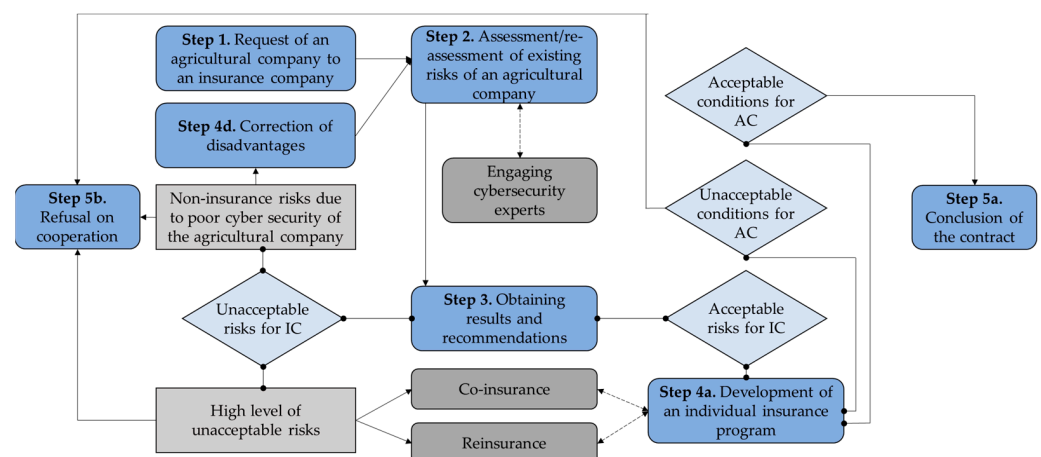 Step 1. Request of an
agricultural company to
an insurance company
Step 2. Assessment/re-
assessment of existing
risks of an agricultural
company
Acceptable
conditions for
AC
Step 4d. Correction of
disadvantages
Engaging
cybersecurity
experts
Unacceptable
conditions for
AC
Step 5b.
Refusal on
cooperation
Non-insurance risks due
to poor cyber security of
the agricultural company
Step 5a.
Conclusion of
the contract
Unacceptable
risks for IC
Step 3. Obtaining
results and
recommendations
Acceptable
risks for IC
High level of
unacceptable risks
Co-insurance
Reinsurance
Step 4a. Development of
an individual insurance
program